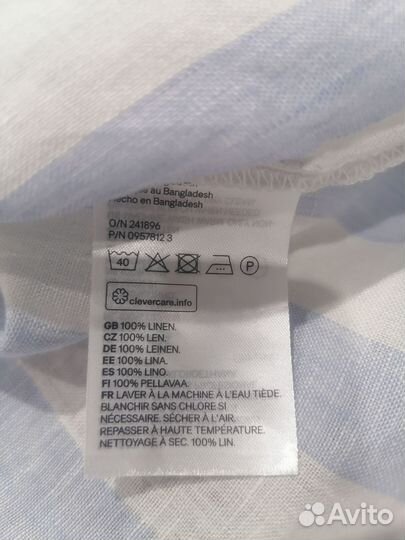 au Bangladesh
Hecho en Bangladesh
O/N 241896
P/N 0957812 3
40
P
clevercare.info
GB 100% LINEN.
CZ 100% LEN.
DE 100% LEINEN.
EE 100% LINA.
ES 100% LINO.
FI 100% PELLAVAA.
FR LAVER À LA MACHINE À L'EAU TIÈDE.
BLANCHIR SANS CHLORE SI
NÉCESSAIRE. SÉCHER À L'AIR.
REPASSER À HAUTE TEMPÉRATURE.
NETTOYAGE À SEC. 100% LIN.
Avito